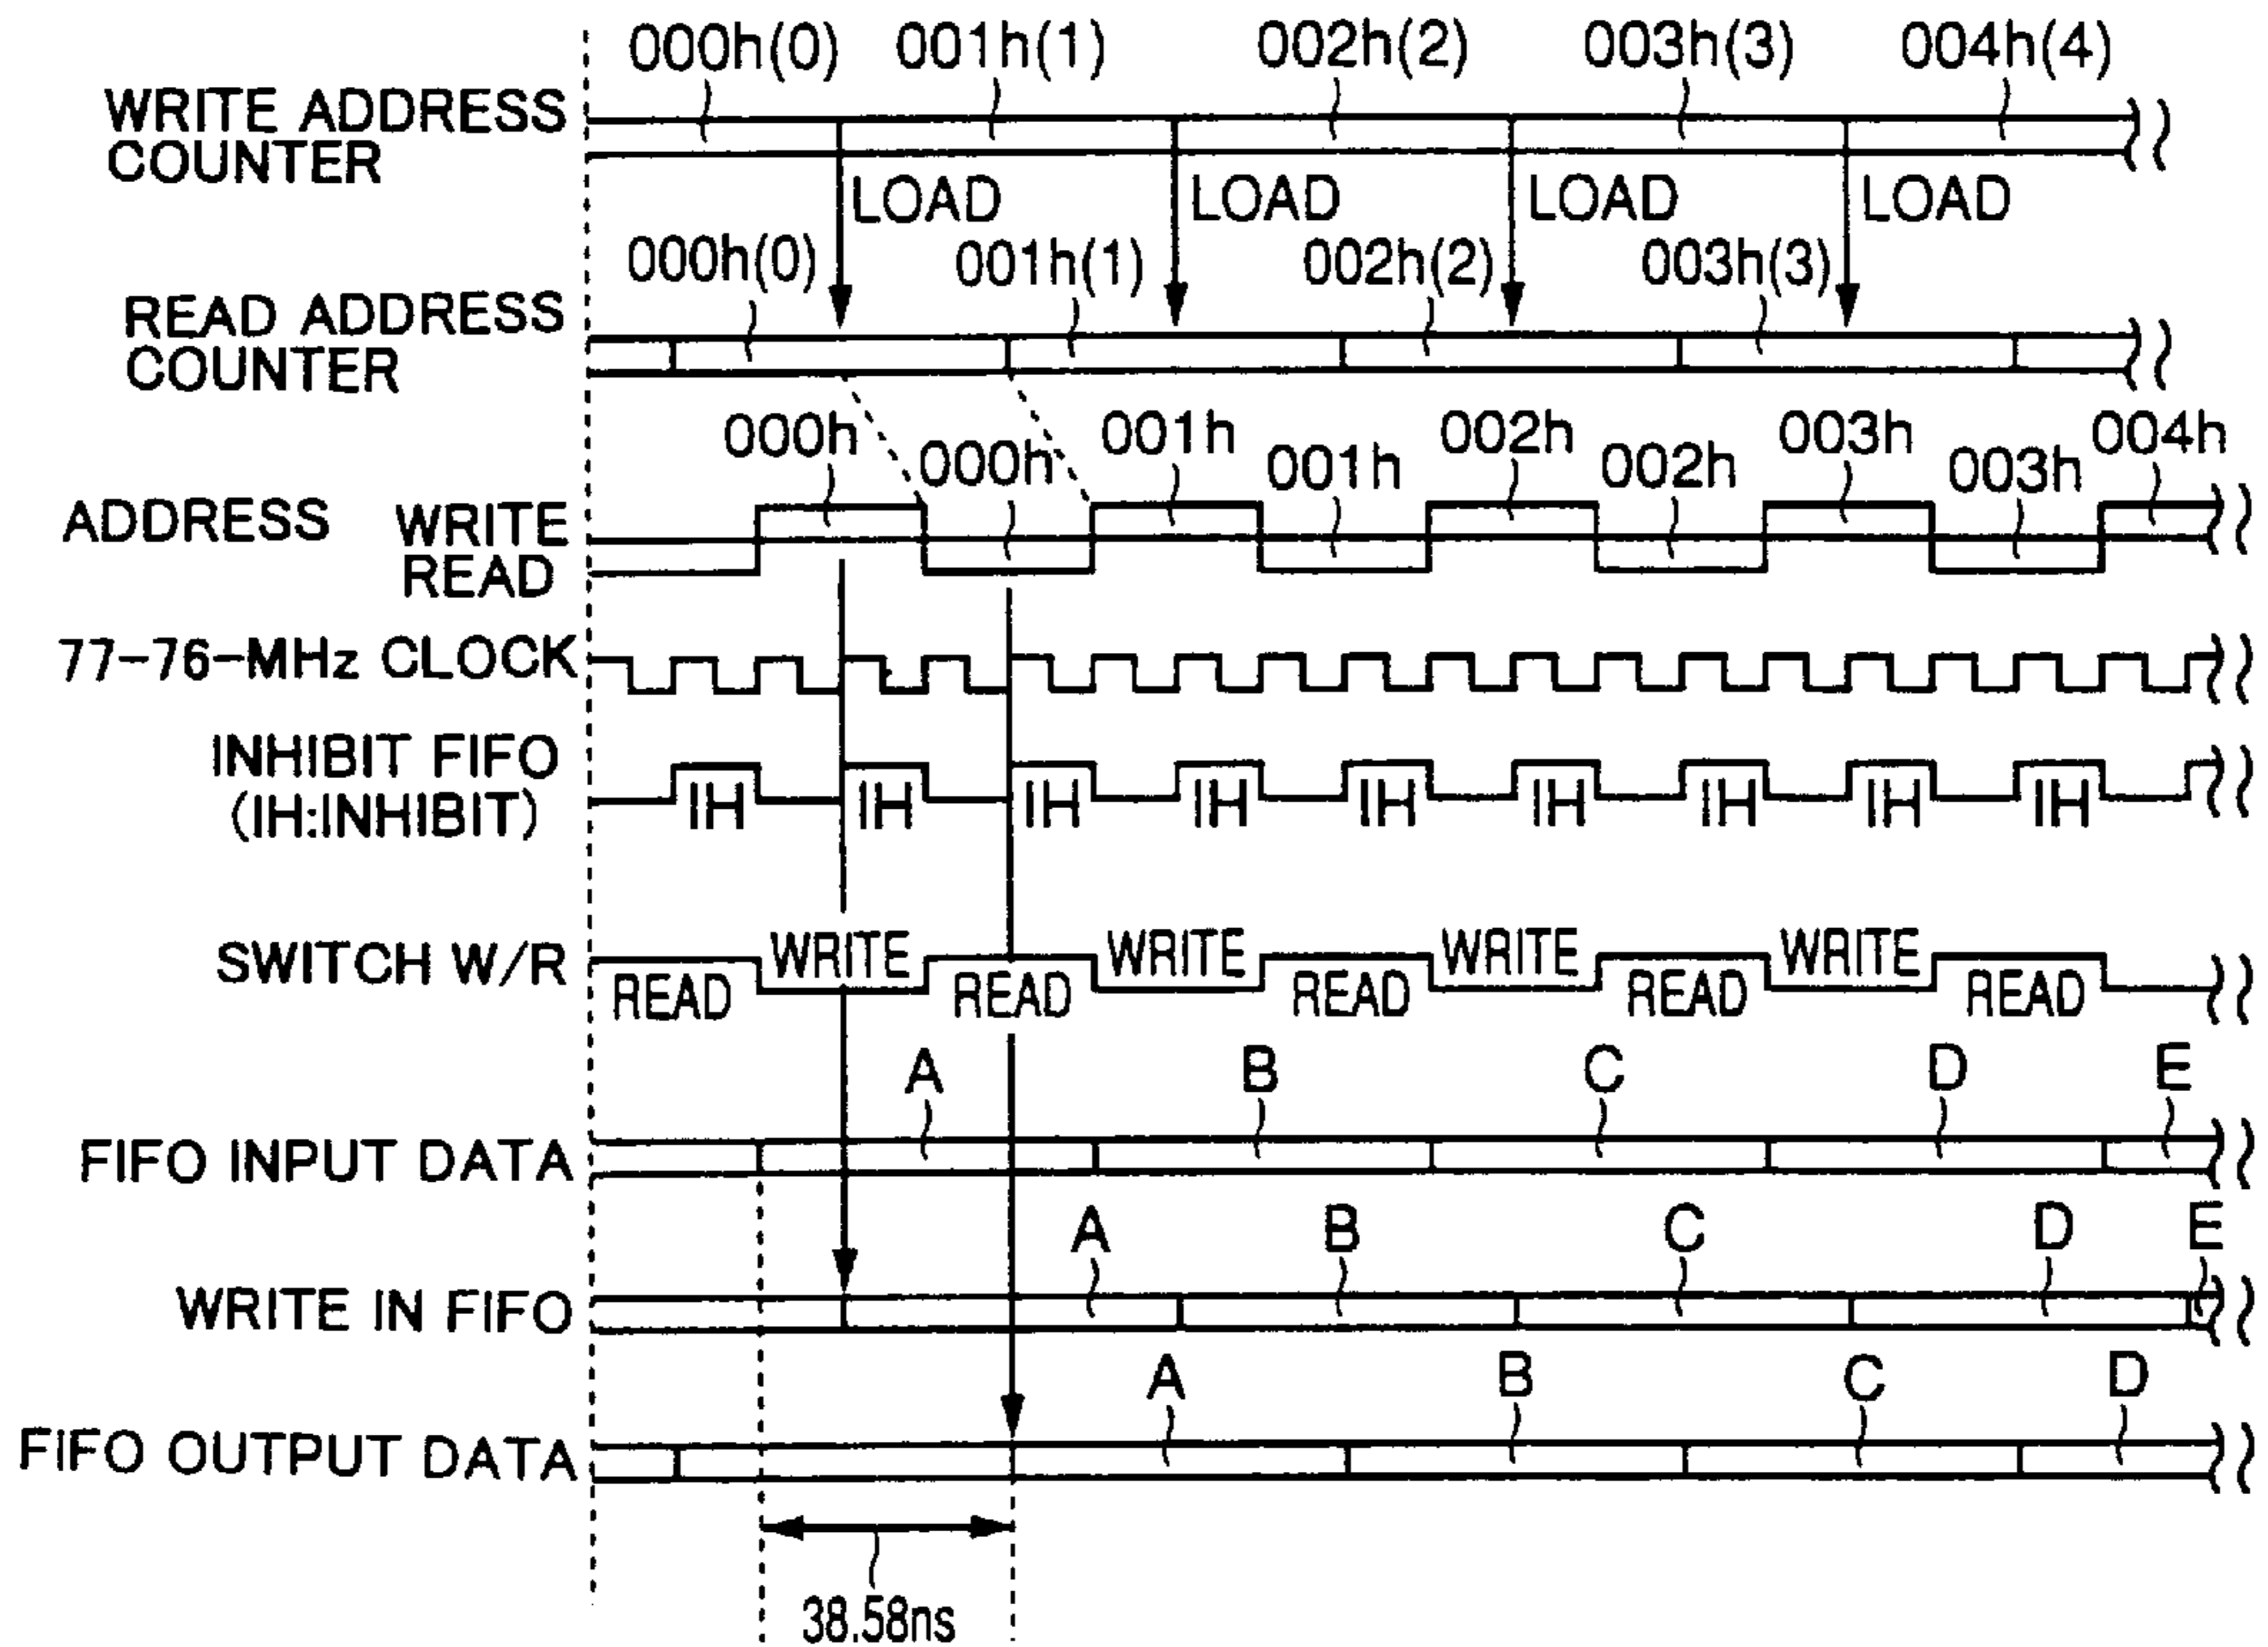 000h(0) 001h(1) 002h(2) 003h(3) 004h(4)
WRITE ADDRESS
COUNTER
LOAD LOAD LOAD LOAD
000h(0) 001h(1) 002h(2) 003h(3)
READ ADDRESS
COUNTER
000h 000h 001h 001h 002h 002h 003h 003h 004h
ADDRESS WRITE
READ
77-76-MHz CLOCK
INHIBIT FIFO
(IH:INHIBIT)
IH IH IH IH IH IH IH IH IH
SWITCH W/R
READ WRITE READ WRITE READ WRITE READ WRITE READ
A B C D E
FIFO INPUT DATA
A B C D E
WRITE IN FIFO
A B C D
FIFO OUTPUT DATA
38.58ns